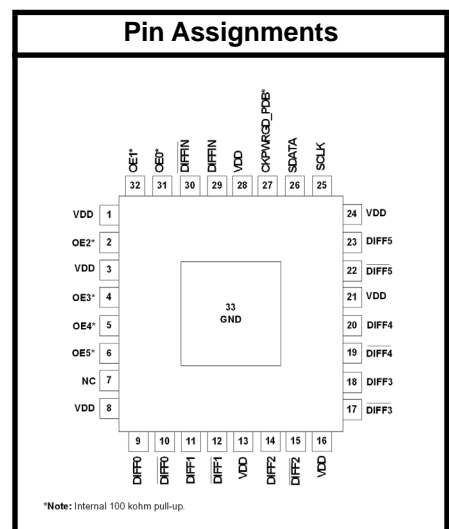 Pin Assignments
OE1*
OE0*
DIFFIN
DIFFIN
VDD
CKPWRGD_PDB*
SDATA
SCLK
32 31 30 29 28 27 26 25
VDD 1
OE2* 2
VDD 3
OE3* 4
OE4* 5
OE5* 6
NC 7
VDD 8
33
GND
24 VDD
23 DIFF5
22 DIFF5
21 VDD
20 DIFF4
19 DIFF4
18 DIFF3
17 DIFF3
9 10 11 12 13 14 15 16
DIFF0
DIFF0
DIFF1
DIFF1
VDD
DIFF2
DIFF2
VDD
*Note: Internal 100 kohm pull-up.